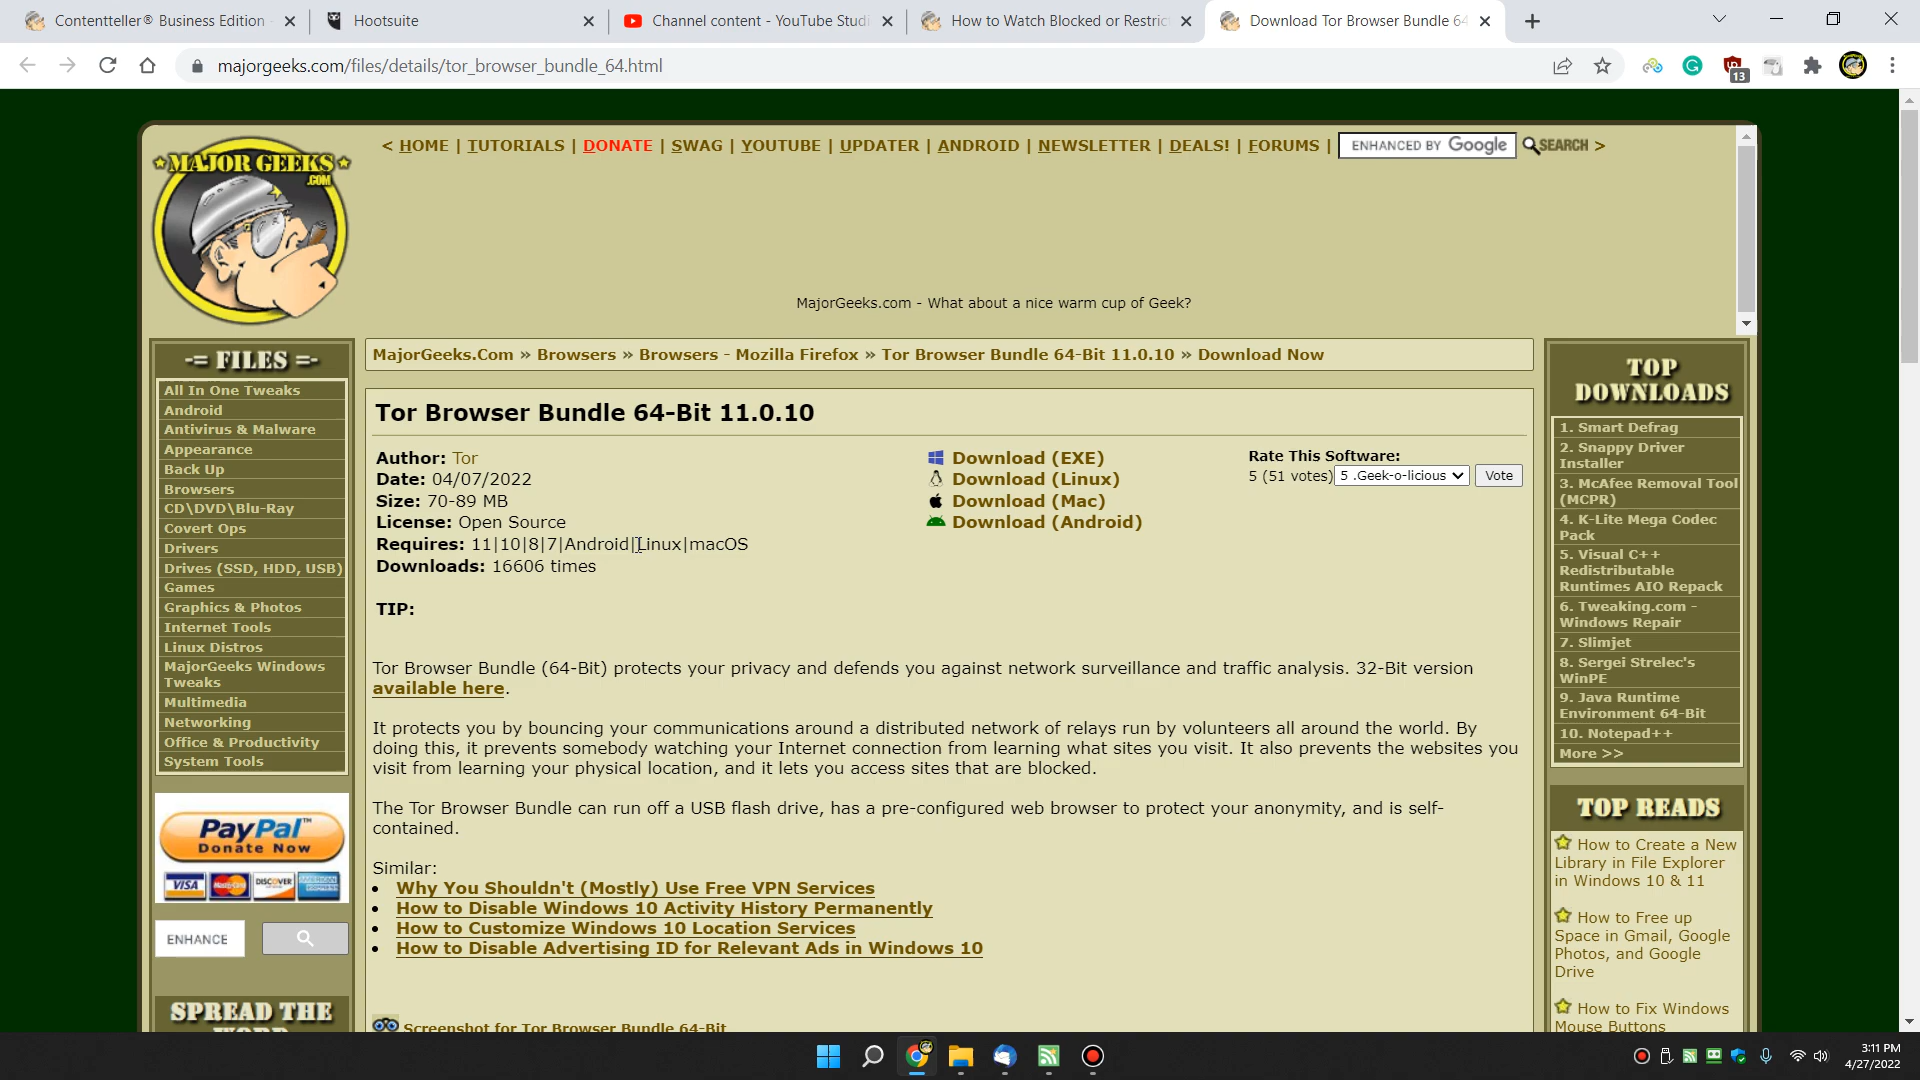 Contentteller® Business Edition
Hootsuite
Channel content - YouTube Studi
How to Watch Blocked or Restric
Download Tor Browser Bundle 64
majorgeeks.com/files/details/tor_browser_bundle_64.html
13
MAJOR GEEKS
.COM
< HOME | TUTORIALS | DONATE | SWAG | YOUTUBE | UPDATER | ANDROID | NEWSLETTER | DEALS! | FORUMS | ENHANCED BY Google SEARCH >
MajorGeeks.com - What about a nice warm cup of Geek?
-= FILES =-
All In One Tweaks
Android
Antivirus & Malware
Appearance
Back Up
Browsers
CD\DVD\Blu-Ray
Covert Ops
Drivers
Drives (SSD, HDD, USB)
Games
Graphics & Photos
Internet Tools
Linux Distros
MajorGeeks Windows
Tweaks
Multimedia
Networking
Office & Productivity
System Tools
PayPal™
Donate Now
VISA MasterCard DISCOVER AMERICAN EXPRESS
ENHANCE
SPREAD THE
WORD
MajorGeeks.Com » Browsers » Browsers - Mozilla Firefox » Tor Browser Bundle 64-Bit 11.0.10 » Download Now
Tor Browser Bundle 64-Bit 11.0.10
Author: Tor
Date: 04/07/2022
Size: 70-89 MB
License: Open Source
Requires: 11|10|8|7|Android|Linux|macOS
Downloads: 16606 times
Download (EXE)
Download (Linux)
Download (Mac)
Download (Android)
Rate This Software:
5 (51 votes) 5 .Geek-o-licious Vote
TIP:
Tor Browser Bundle (64-Bit) protects your privacy and defends you against network surveillance and traffic analysis. 32-Bit version
available here.
It protects you by bouncing your communications around a distributed network of relays run by volunteers all around the world. By
doing this, it prevents somebody watching your Internet connection from learning what sites you visit. It also prevents the websites you
visit from learning your physical location, and it lets you access sites that are blocked.
The Tor Browser Bundle can run off a USB flash drive, has a pre-configured web browser to protect your anonymity, and is self-
contained.
Similar:
• Why You Shouldn't (Mostly) Use Free VPN Services
• How to Disable Windows 10 Activity History Permanently
• How to Customize Windows 10 Location Services
• How to Disable Advertising ID for Relevant Ads in Windows 10
Screenshot for Tor Browser Bundle 64-Bit
TOP
DOWNLOADS
1. Smart Defrag
2. Snappy Driver
Installer
3. McAfee Removal Tool
(MCPR)
4. K-Lite Mega Codec
Pack
5. Visual C++
Redistributable
Runtimes AIO Repack
6. Tweaking.com -
Windows Repair
7. Slimjet
8. Sergei Strelec's
WinPE
9. Java Runtime
Environment 64-Bit
10. Notepad++
More >>
TOP READS
How to Create a New
Library in File Explorer
in Windows 10 & 11
How to Free up
Space in Gmail, Google
Photos, and Google
Drive
How to Fix Windows
Mouse Buttons
3:11 PM
4/27/2022